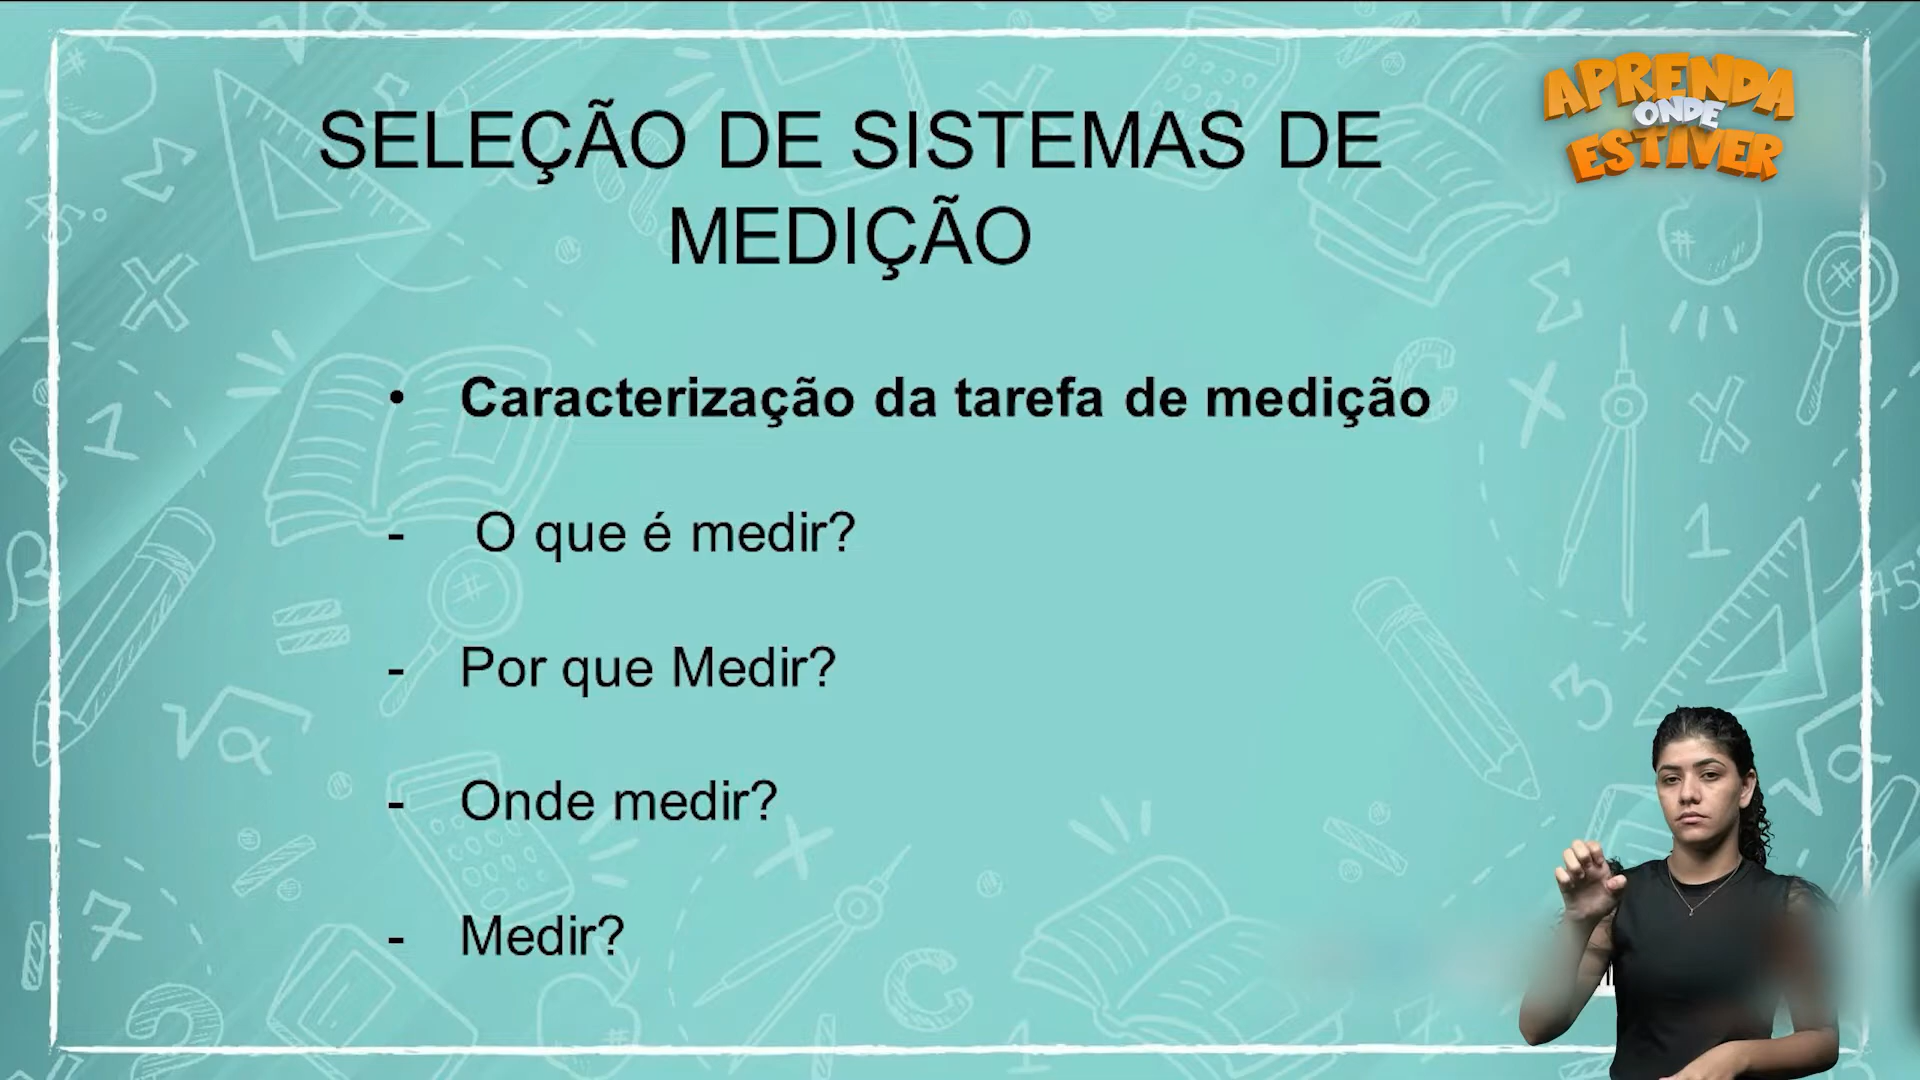 APRENDA
ONDE
ESTIVER
SELEÇÃO DE SISTEMAS DE
MEDIÇÃO
• Caracterização da tarefa de medição
- O que é medir?
- Por que Medir?
- Onde medir?
- Medir?